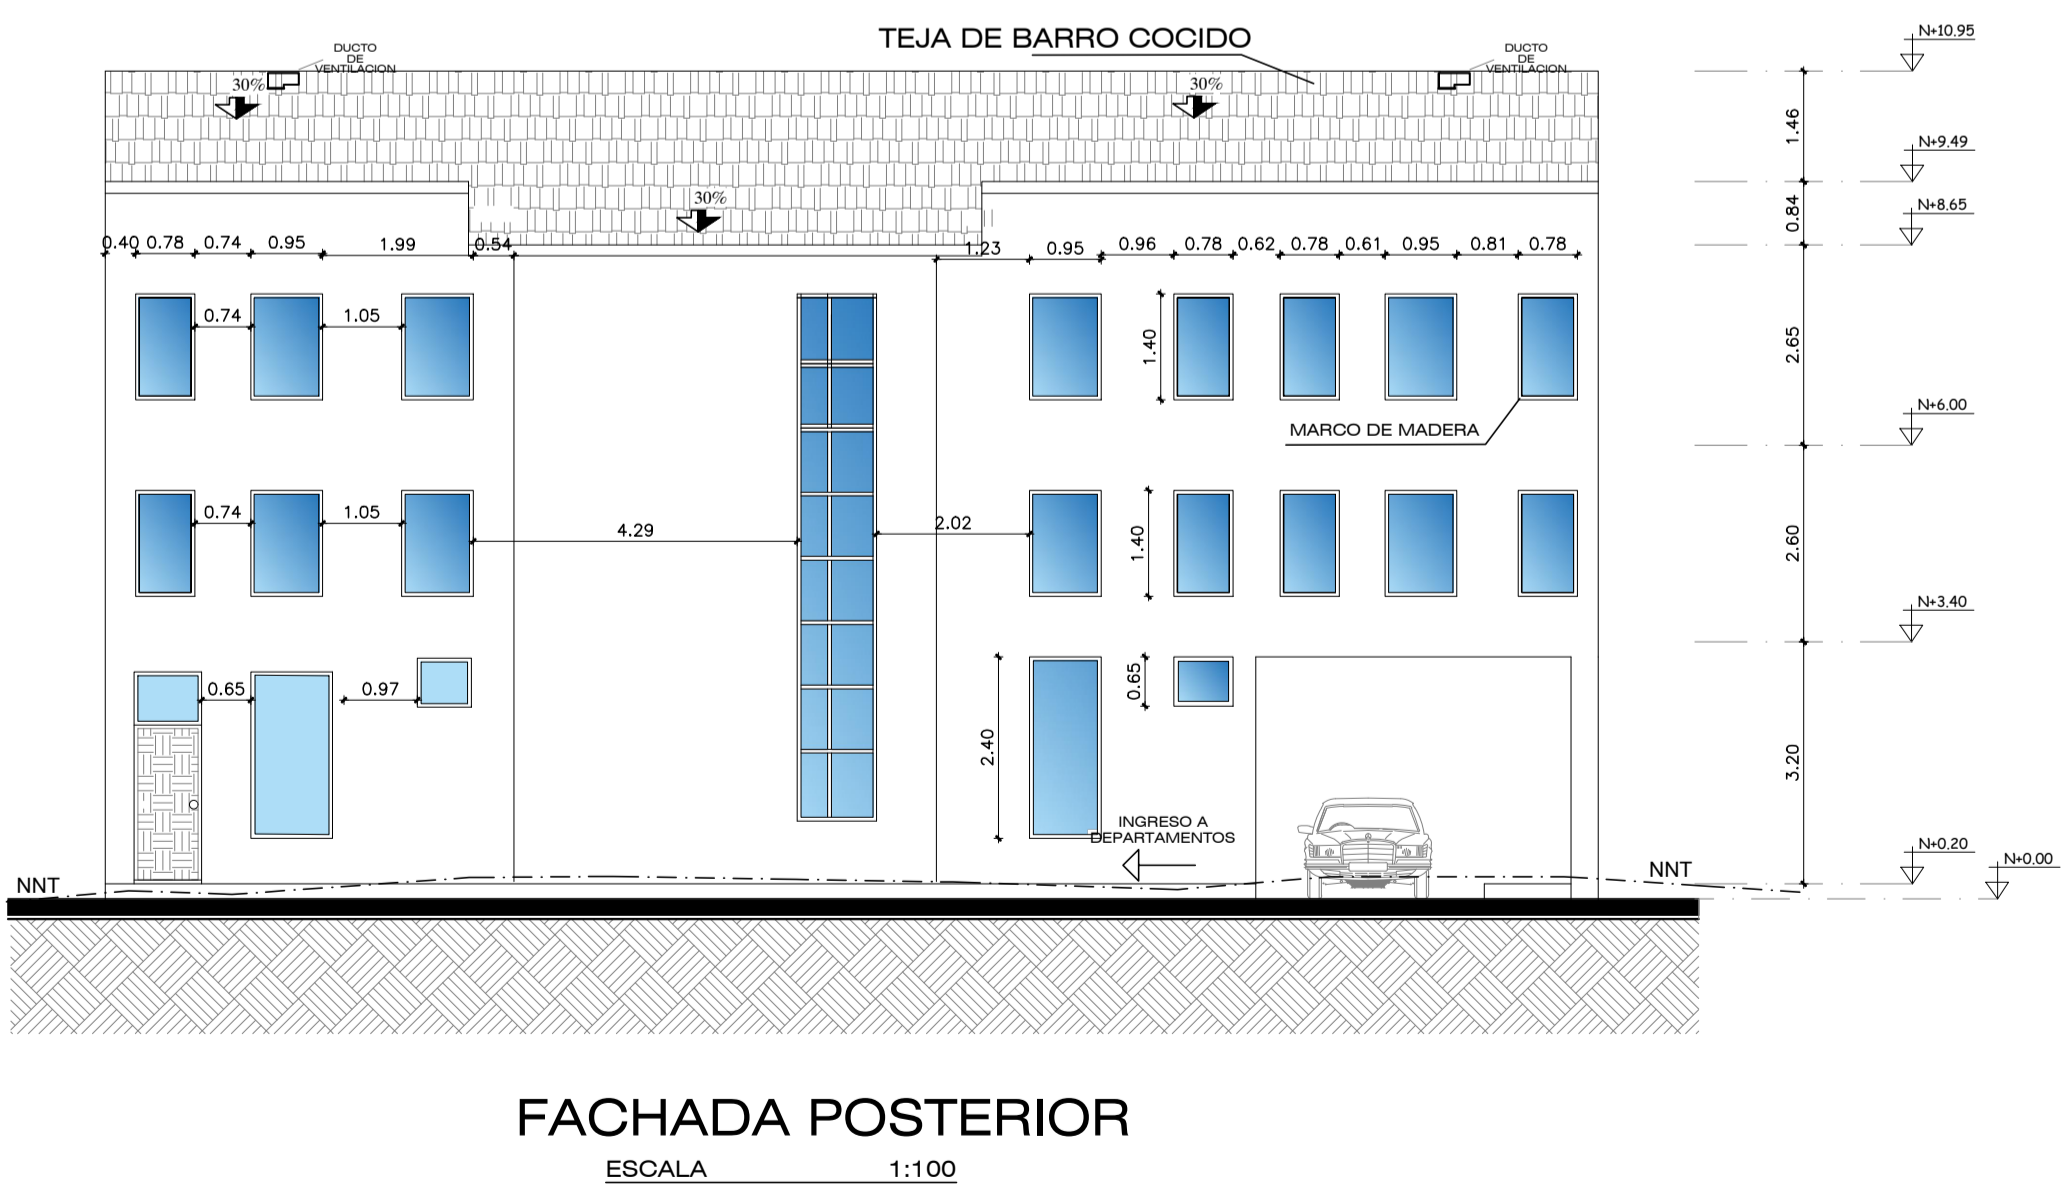 TEJA DE BARRO COCIDO
N+10.95
DUCTO
DE
VENTILACION
DUCTO
DE
VENTILACION
30%
30%
1.46
N+9.49
30%
0.84
N+8.65
0.40 0.78 0.74 0.95 1.99 0.54 1.23 0.95 0.96 0.78 0.62 0.78 0.61 0.95 0.81 0.78
0.74 1.05
1.40
2.65
N+6.00
MARCO DE MADERA
0.74 1.05
4.29
2.02
1.40
2.60
N+3.40
0.65
0.97
0.65
2.40
3.20
INGRESO A
DEPARTAMENTOS
N+0.20
N+0.00
NNT
NNT
FACHADA POSTERIOR
ESCALA 1:100